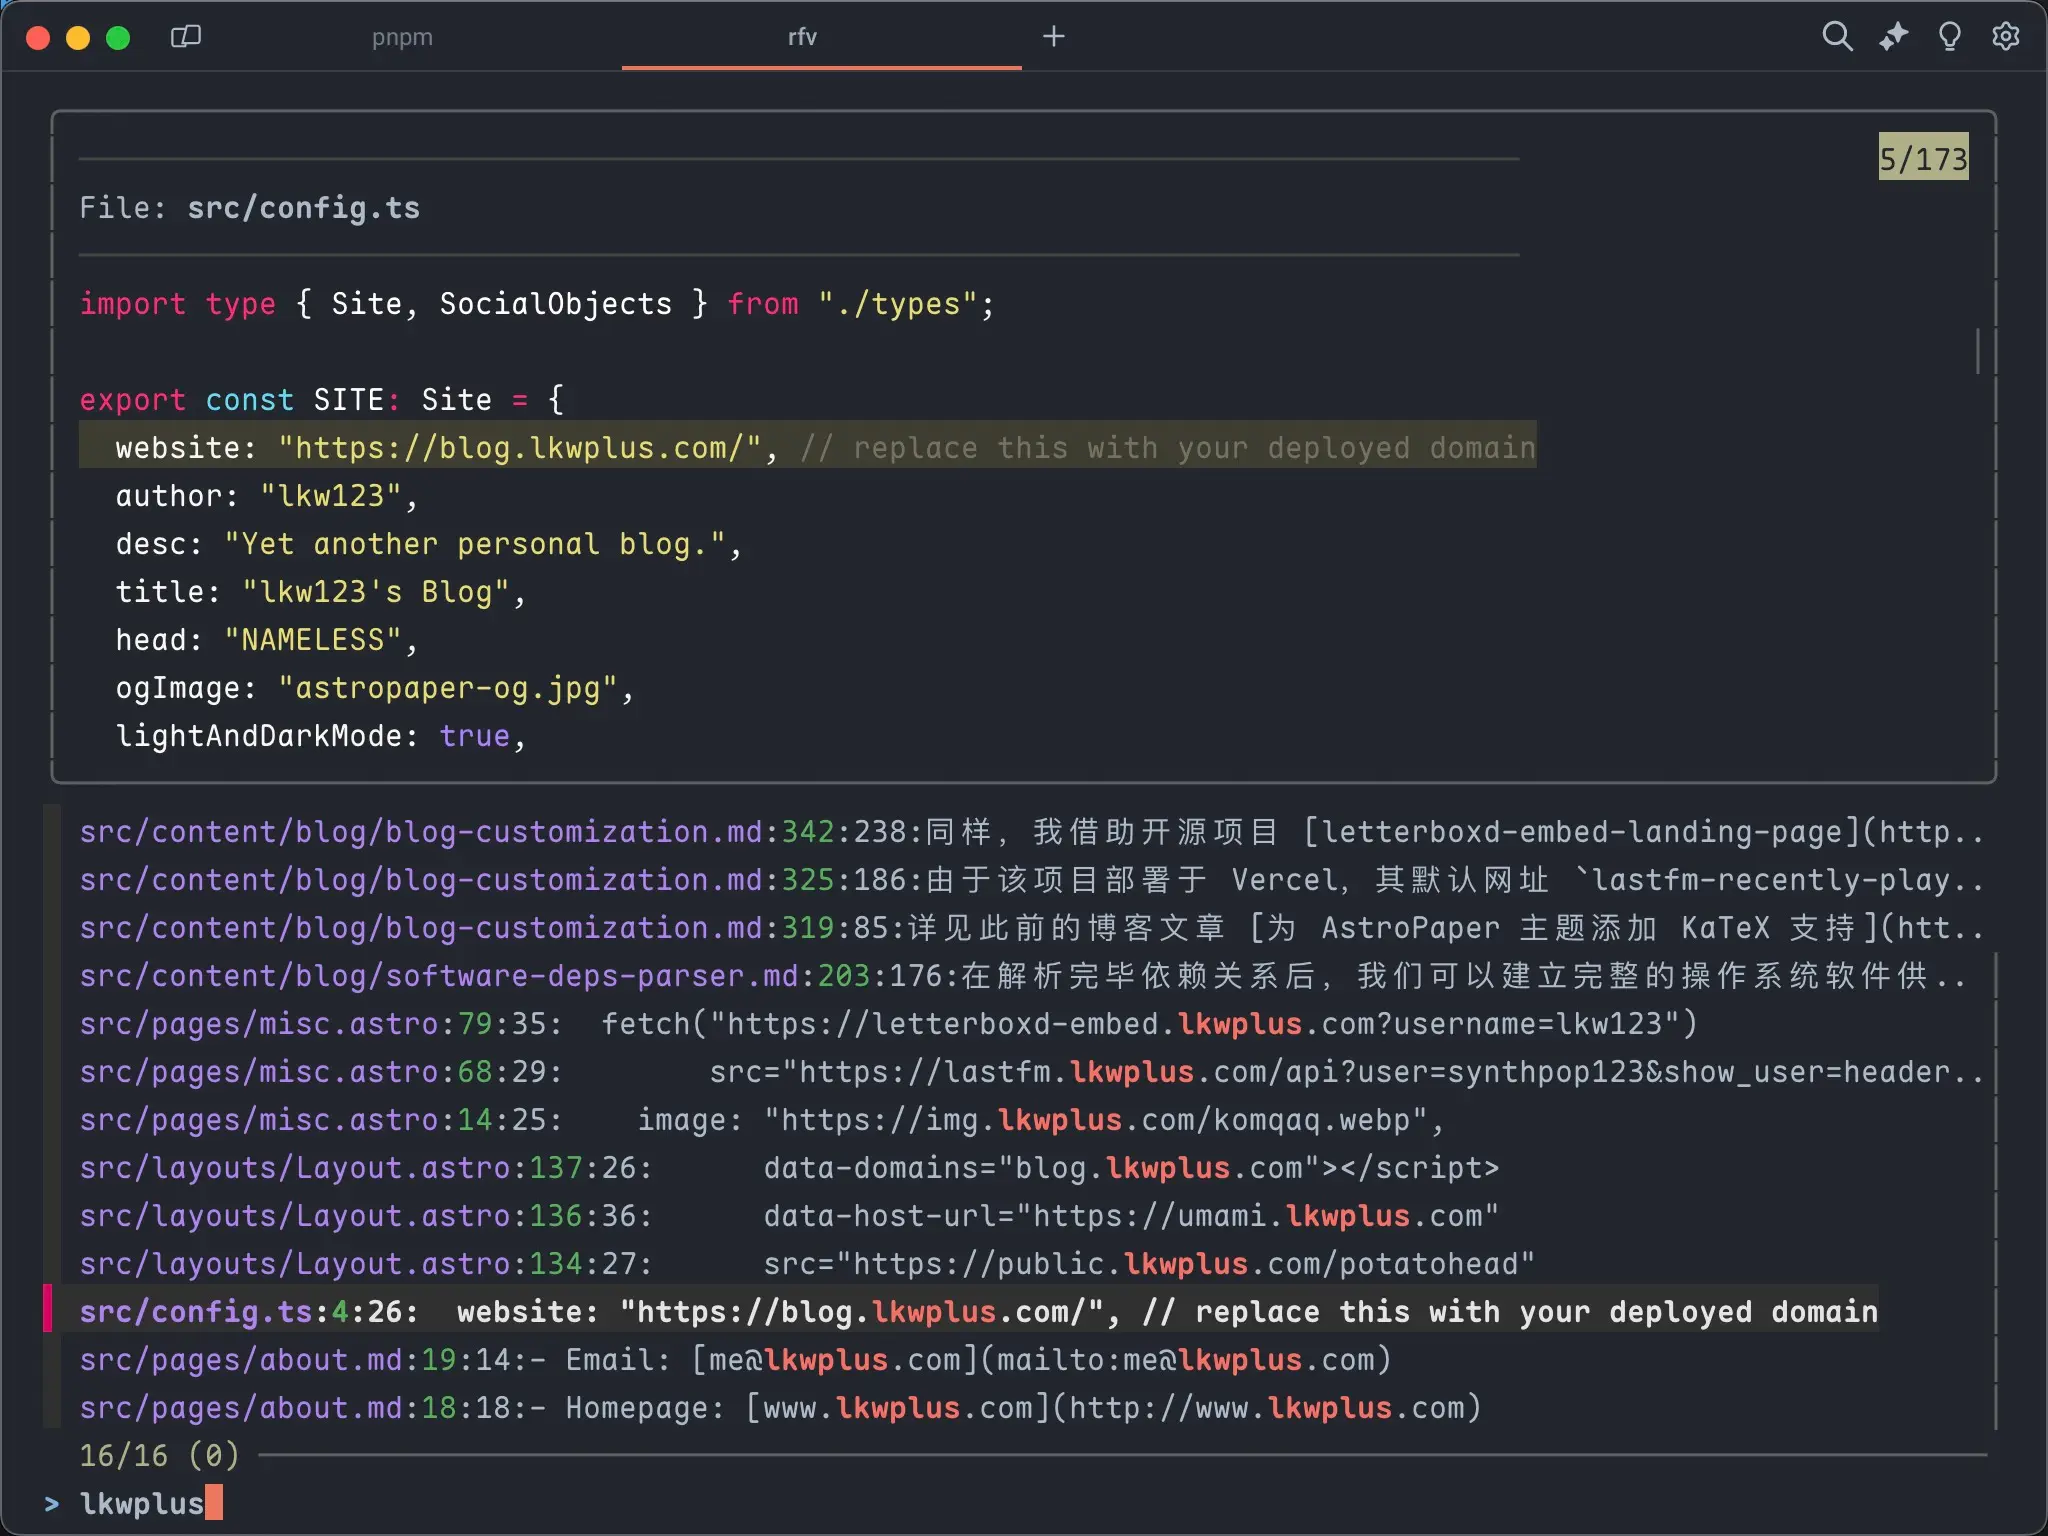 pnpm
rfv
5/173
File: src/config.ts
import type { Site, SocialObjects } from "./types";
export const SITE: Site = {
  website: "https://blog.lkwplus.com/", // replace this with your deployed domain
  author: "lkw123",
  desc: "Yet another personal blog.",
  title: "lkw123's Blog",
  head: "NAMELESS",
  ogImage: "astropaper-og.jpg",
  lightAndDarkMode: true,
src/content/blog/blog-customization.md:342:238:同样，我借助开源项目 [letterboxd-embed-landing-page](http..
src/content/blog/blog-customization.md:325:186:由于该项目部署于 Vercel，其默认网址 `lastfm-recently-play..
src/content/blog/blog-customization.md:319:85:详见此前的博客文章 [为 AstroPaper 主题添加 KaTeX 支持](htt..
src/content/blog/software-deps-parser.md:203:176:在解析完毕依赖关系后，我们可以建立完整的操作系统软件供..
src/pages/misc.astro:79:35:  fetch("https://letterboxd-embed.lkwplus.com?username=lkw123")
src/pages/misc.astro:68:29:        src="https://lastfm.lkwplus.com/api?user=synthpop123&show_user=header..
src/pages/misc.astro:14:25:    image: "https://img.lkwplus.com/komqaq.webp",
src/layouts/Layout.astro:137:26:      data-domains="blog.lkwplus.com"></script>
src/layouts/Layout.astro:136:36:      data-host-url="https://umami.lkwplus.com"
src/layouts/Layout.astro:134:27:      src="https://public.lkwplus.com/potatohead"
src/config.ts:4:26:  website: "https://blog.lkwplus.com/", // replace this with your deployed domain
src/pages/about.md:19:14:- Email: [me@lkwplus.com](mailto:me@lkwplus.com)
src/pages/about.md:18:18:- Homepage: [www.lkwplus.com](http://www.lkwplus.com)
16/16 (0)
> lkwplus